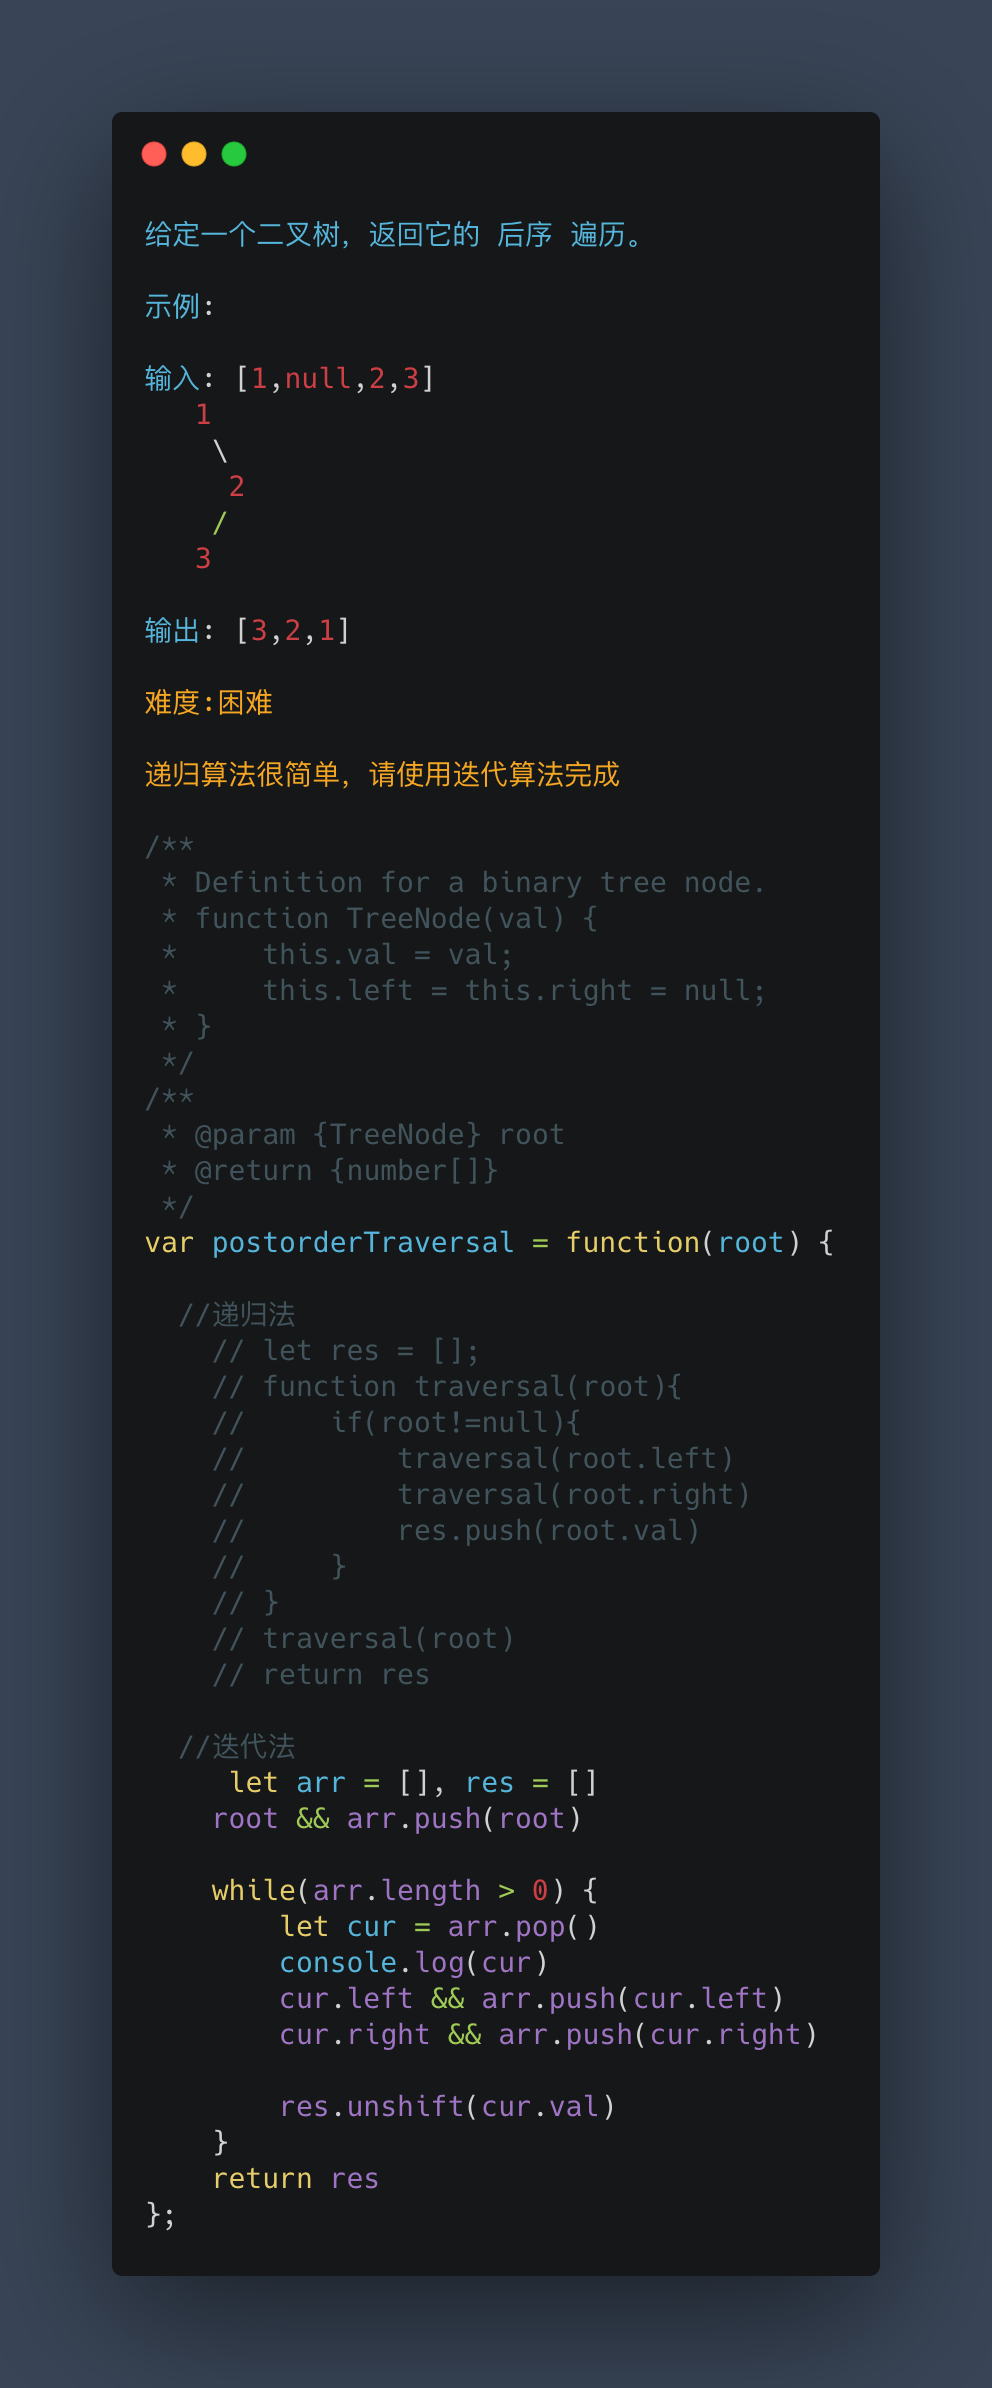 给定一个二叉树，返回它的 后序 遍历。
示例:
输入: [1,null,2,3]
   1
    \
     2
    /
   3
输出: [3,2,1]
难度:困难
递归算法很简单，请使用迭代算法完成
/**
 * Definition for a binary tree node.
 * function TreeNode(val) {
 *     this.val = val;
 *     this.left = this.right = null;
 * }
 */
/**
 * @param {TreeNode} root
 * @return {number[]}
 */
var postorderTraversal = function(root) {
  //递归法
    // let res = [];
    // function traversal(root){
    //     if(root!=null){
    //         traversal(root.left)
    //         traversal(root.right)
    //         res.push(root.val)
    //     }
    // }
    // traversal(root)
    // return res
  //迭代法
     let arr = [], res = []
    root && arr.push(root)
    while(arr.length > 0) {
        let cur = arr.pop()
        console.log(cur)
        cur.left && arr.push(cur.left)
        cur.right && arr.push(cur.right)
        res.unshift(cur.val)
    }
    return res
};